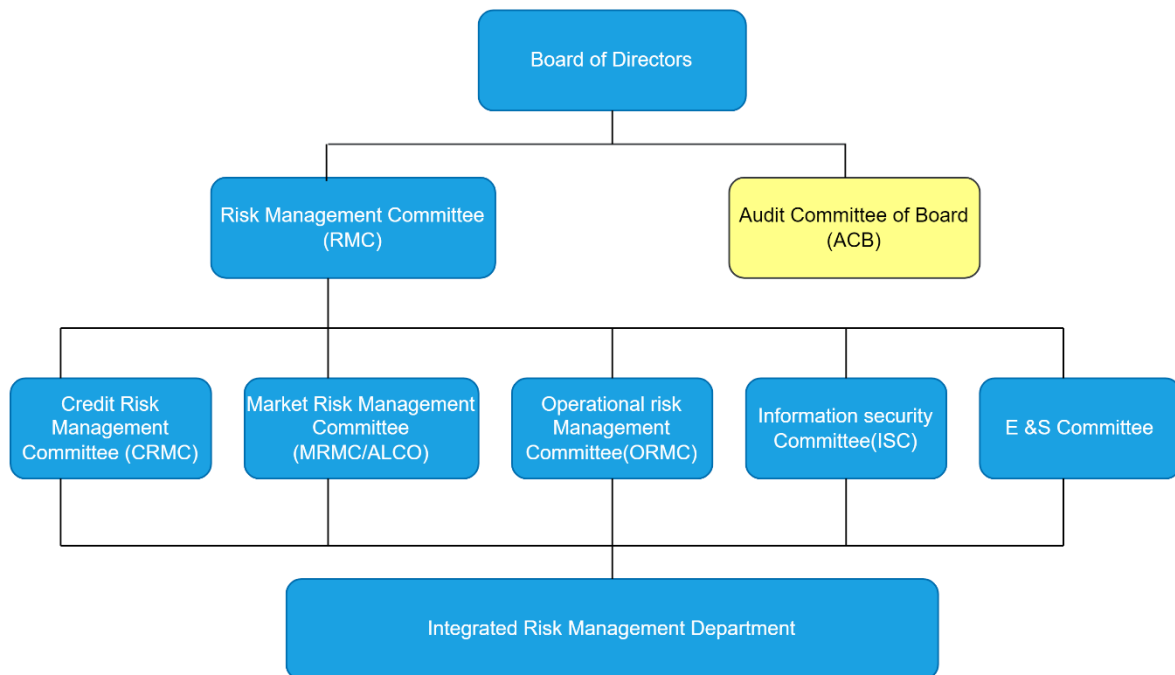 Board of Directors
Risk Management Committee
(RMC)
Audit Committee of Board
(ACB)
Credit Risk
Management
Committee (CRMC)
Market Risk Management
Committee
(MRMC/ALCO)
Operational risk
Management
Committee(ORMC)
Information security
Committee(ISC)
E &S Committee
Integrated Risk Management Department